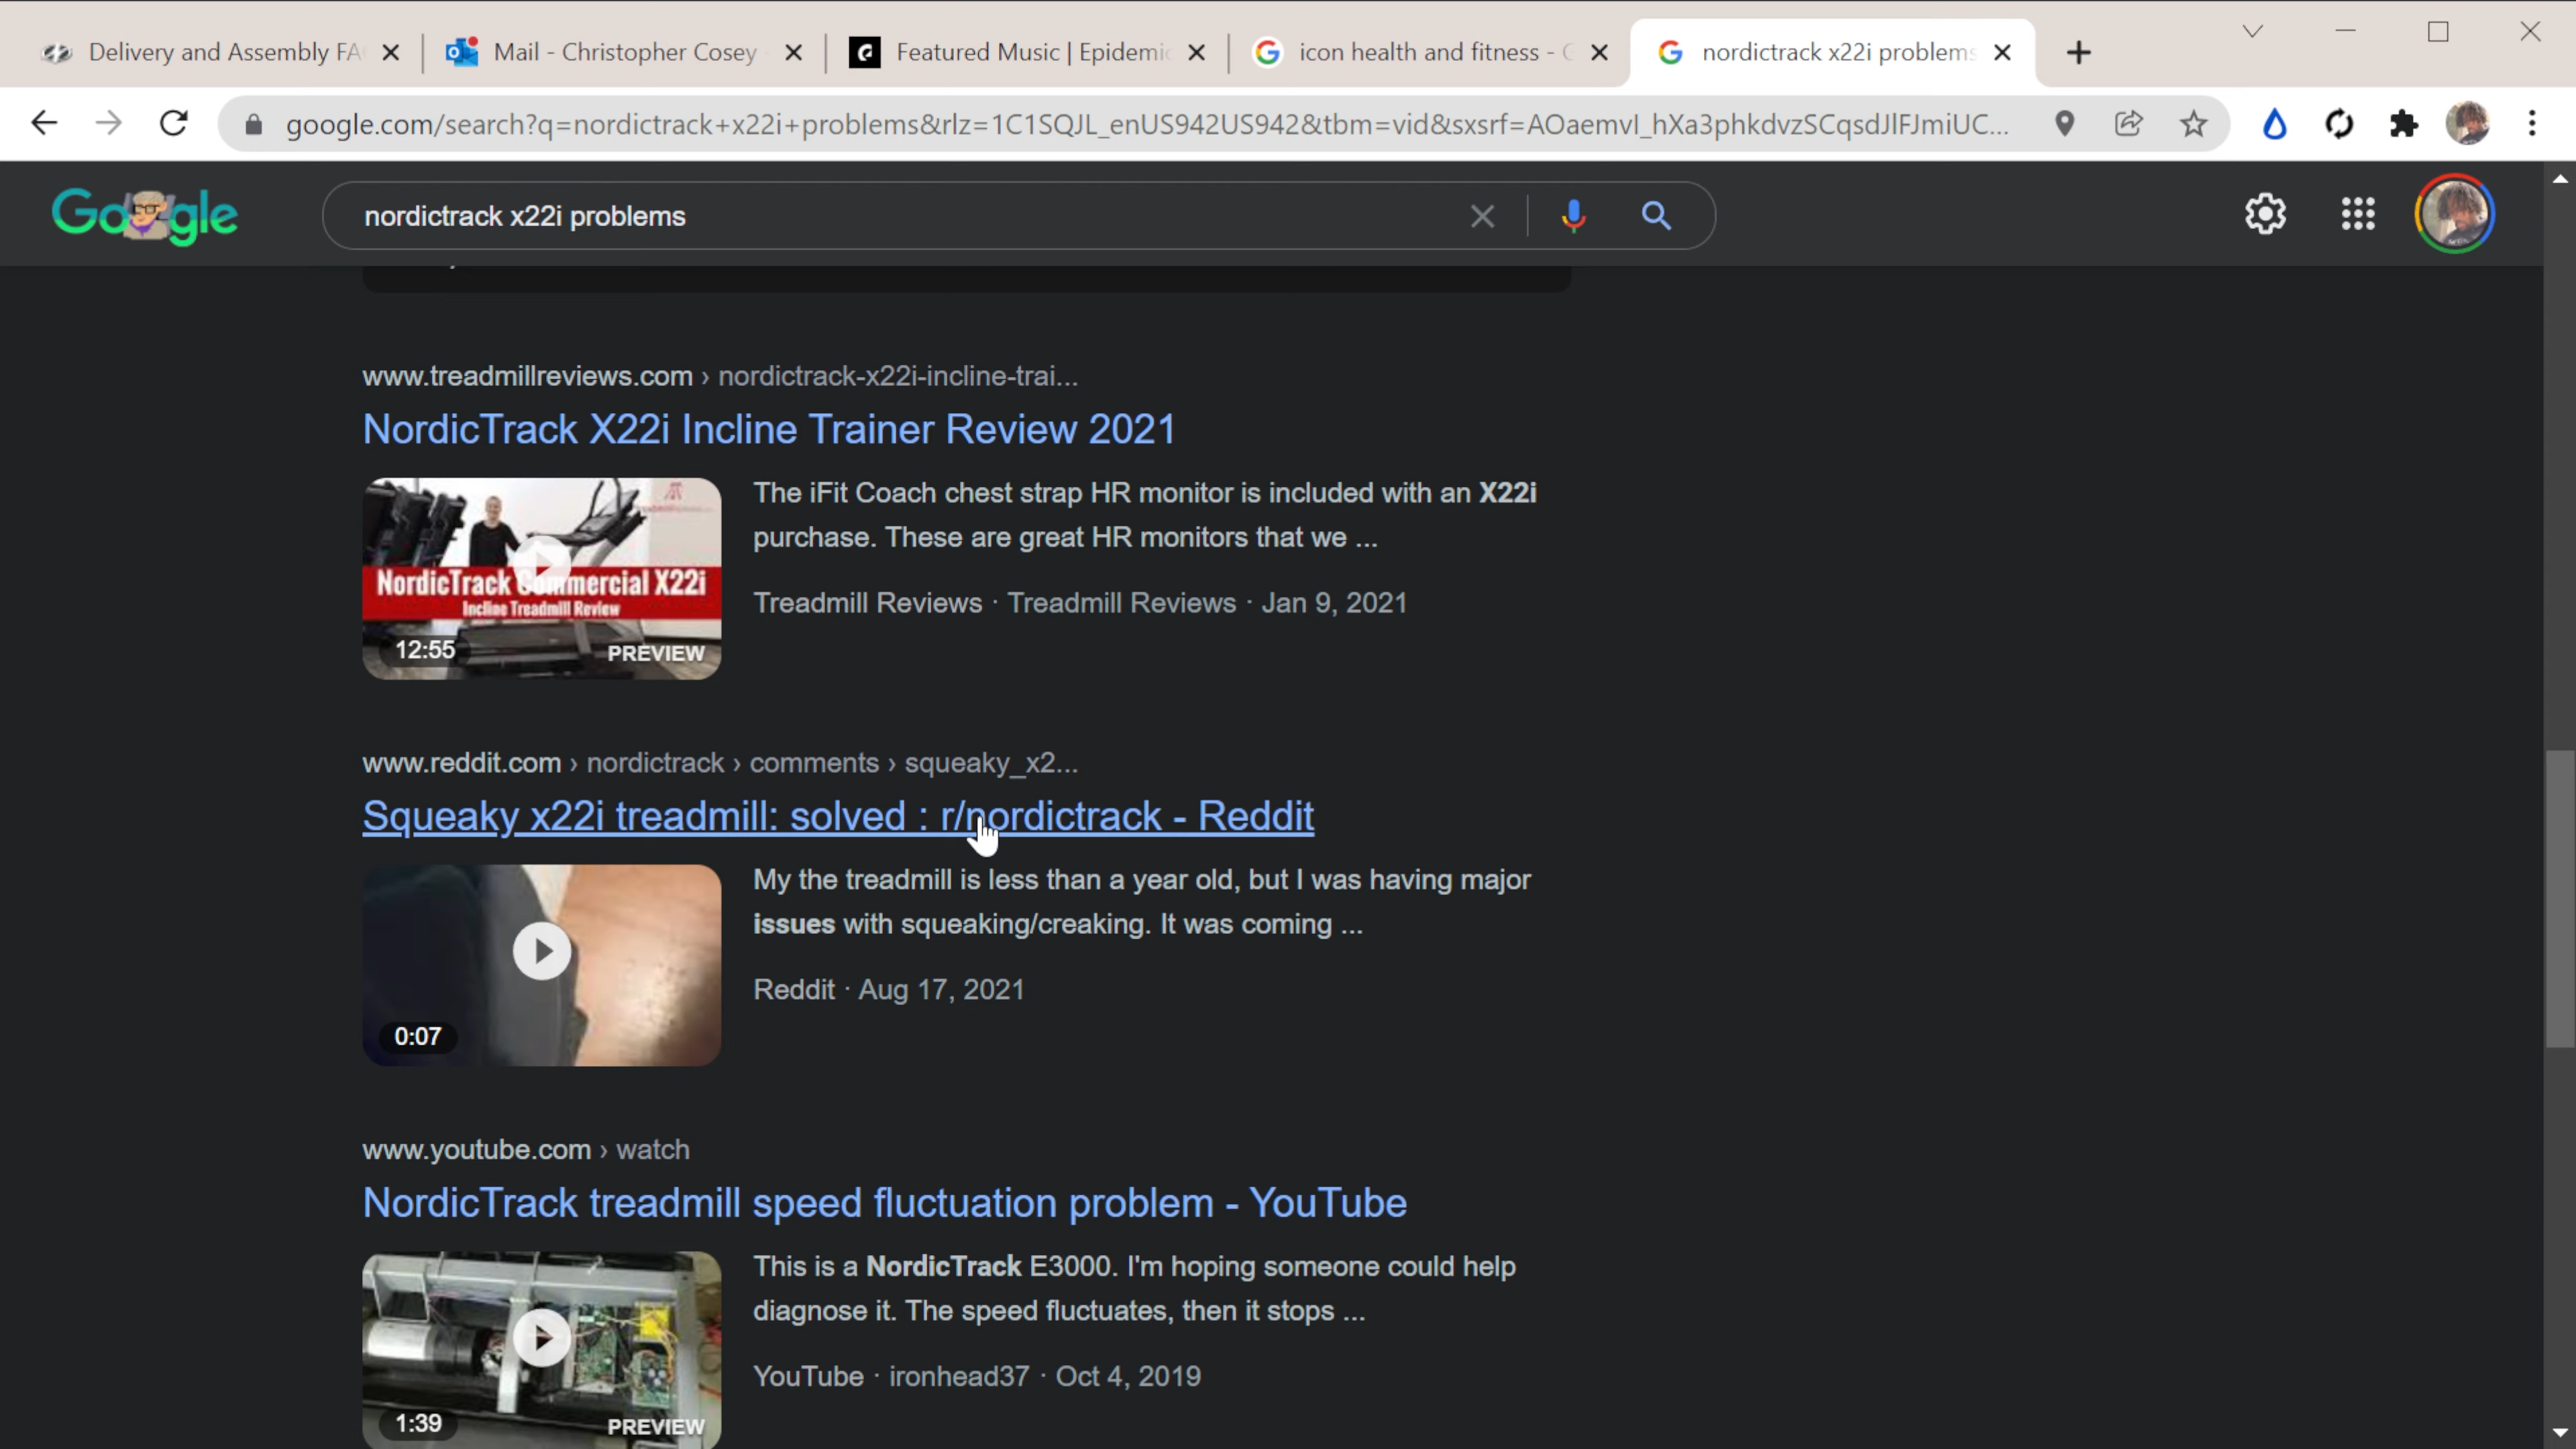 Delivery and Assembly FA
Mail - Christopher Cosey
Featured Music | Epidemic
icon health and fitness - G
nordictrack x22i problems
google.com/search?q=nordictrack+x22i+problems&rlz=1C1SQJL_enUS942US942&tbm=vid&sxsrf=AOaemvI_hXa3phkdvzSCqsdJlFJmiUC...
Google
nordictrack x22i problems
www.treadmillreviews.com › nordictrack-x22i-incline-trai...
NordicTrack X22i Incline Trainer Review 2021
NordicTrack Commercial X22i
Incline Treadmill Review
12:55
PREVIEW
The iFit Coach chest strap HR monitor is included with an X22i
purchase. These are great HR monitors that we ...
Treadmill Reviews · Treadmill Reviews · Jan 9, 2021
www.reddit.com › nordictrack › comments › squeaky_x2...
Squeaky x22i treadmill: solved : r/nordictrack - Reddit
0:07
My the treadmill is less than a year old, but I was having major
issues with squeaking/creaking. It was coming ...
Reddit · Aug 17, 2021
www.youtube.com › watch
NordicTrack treadmill speed fluctuation problem - YouTube
1:39
PREVIEW
This is a NordicTrack E3000. I'm hoping someone could help
diagnose it. The speed fluctuates, then it stops ...
YouTube · ironhead37 · Oct 4, 2019